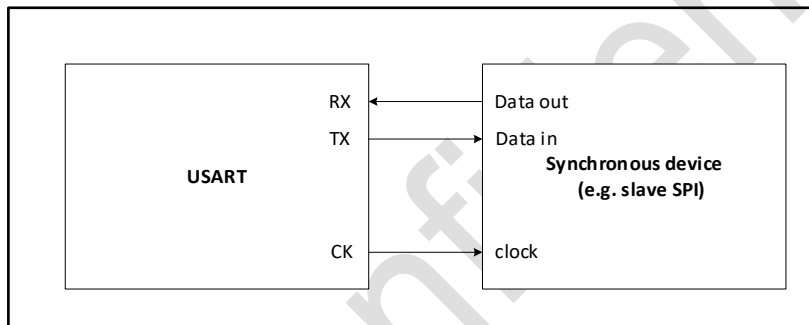 RX
Data out
TX
Data in
USART
Synchronous device
(e.g. slave SPI)
CK
clock